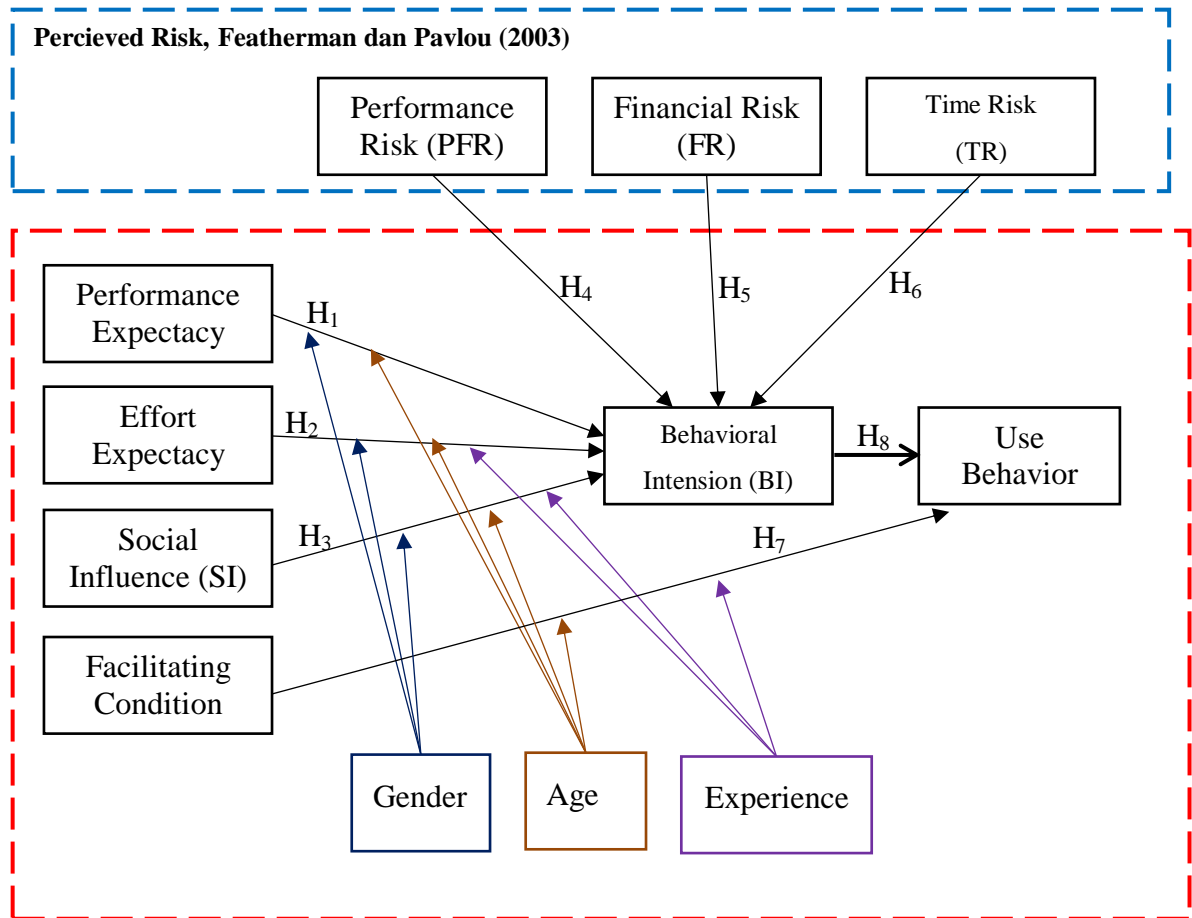 Percieved Risk, Featherman dan Pavlou (2003)
Performance
Risk (PFR)
Financial Risk
(FR)
Time Risk
(TR)
H4
H5
H6
Performance
Expectacy
H1
Effort
Expectacy
H2
Behavioral
Intension (BI)
H8
Use
Behavior
Social
Influence (SI)
H3
H7
Facilitating
Condition
Gender
Age
Experience